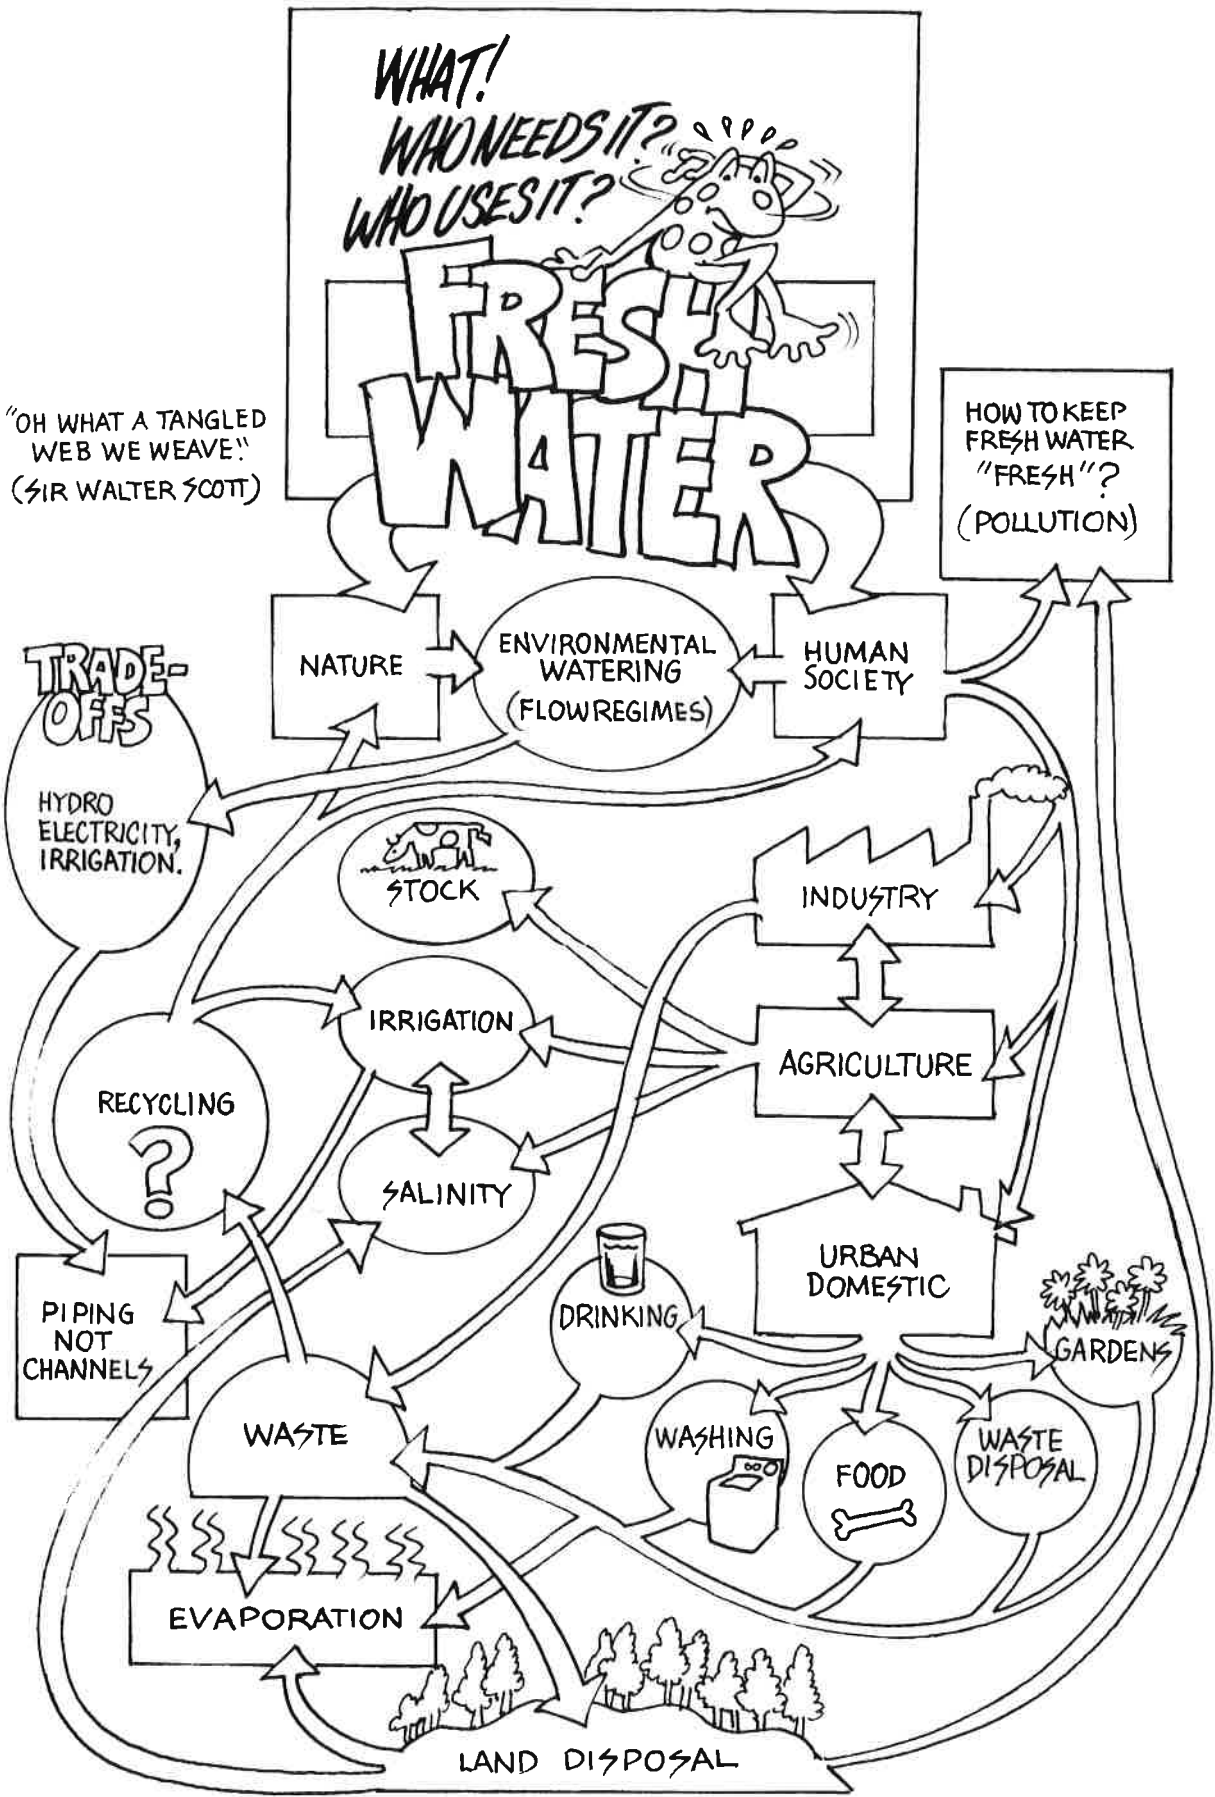 WHAT!
WHO NEEDS IT?
WHO USES IT?
FRESH
WATER
"OH WHAT A TANGLED
WEB WE WEAVE."
(SIR WALTER SCOTT)
HOW TO KEEP
FRESH WATER
"FRESH"?
(POLLUTION)
NATURE
ENVIRONMENTAL
WATERING
(FLOW REGIMES)
HUMAN
SOCIETY
TRADE-
OFFS
HYDRO
ELECTRICITY,
IRRIGATION.
STOCK
INDUSTRY
IRRIGATION
AGRICULTURE
RECYCLING
?
SALINITY
URBAN
DOMESTIC
PIPING
NOT
CHANNELS
DRINKING
GARDENS
WASTE
WASHING
FOOD
WASTE
DISPOSAL
EVAPORATION
LAND DISPOSAL